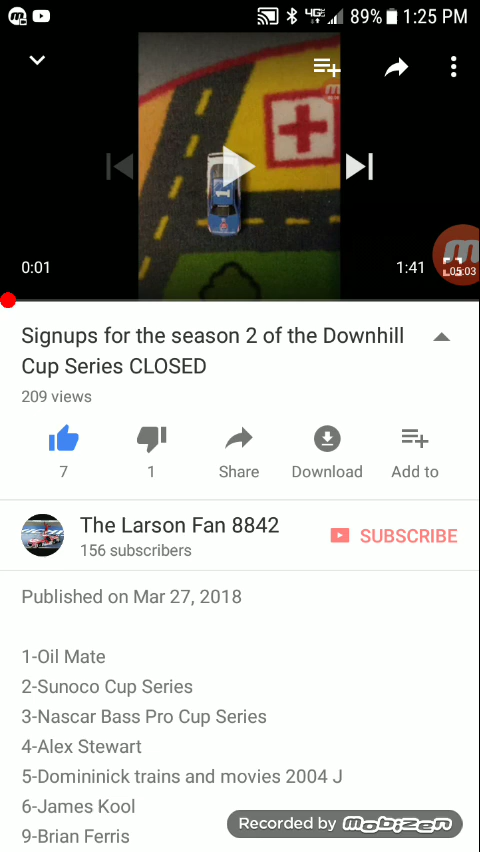 4G 89% 1:25 PM
1
0:01
1:41
05:03
Signups for the season 2 of the Downhill
Cup Series CLOSED
209 views
7
1
Share
Download
Add to
The Larson Fan 8842
SUBSCRIBE
156 subscribers
Published on Mar 27, 2018
1-Oil Mate
2-Sunoco Cup Series
3-Nascar Bass Pro Cup Series
4-Alex Stewart
5-Domininick trains and movies 2004 J
6-James Kool
9-Brian Ferris
Recorded by mobizen